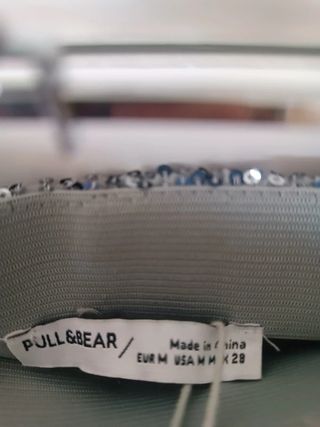 PULL&BEAR/
Made in China
EUR M USA M MEX 28